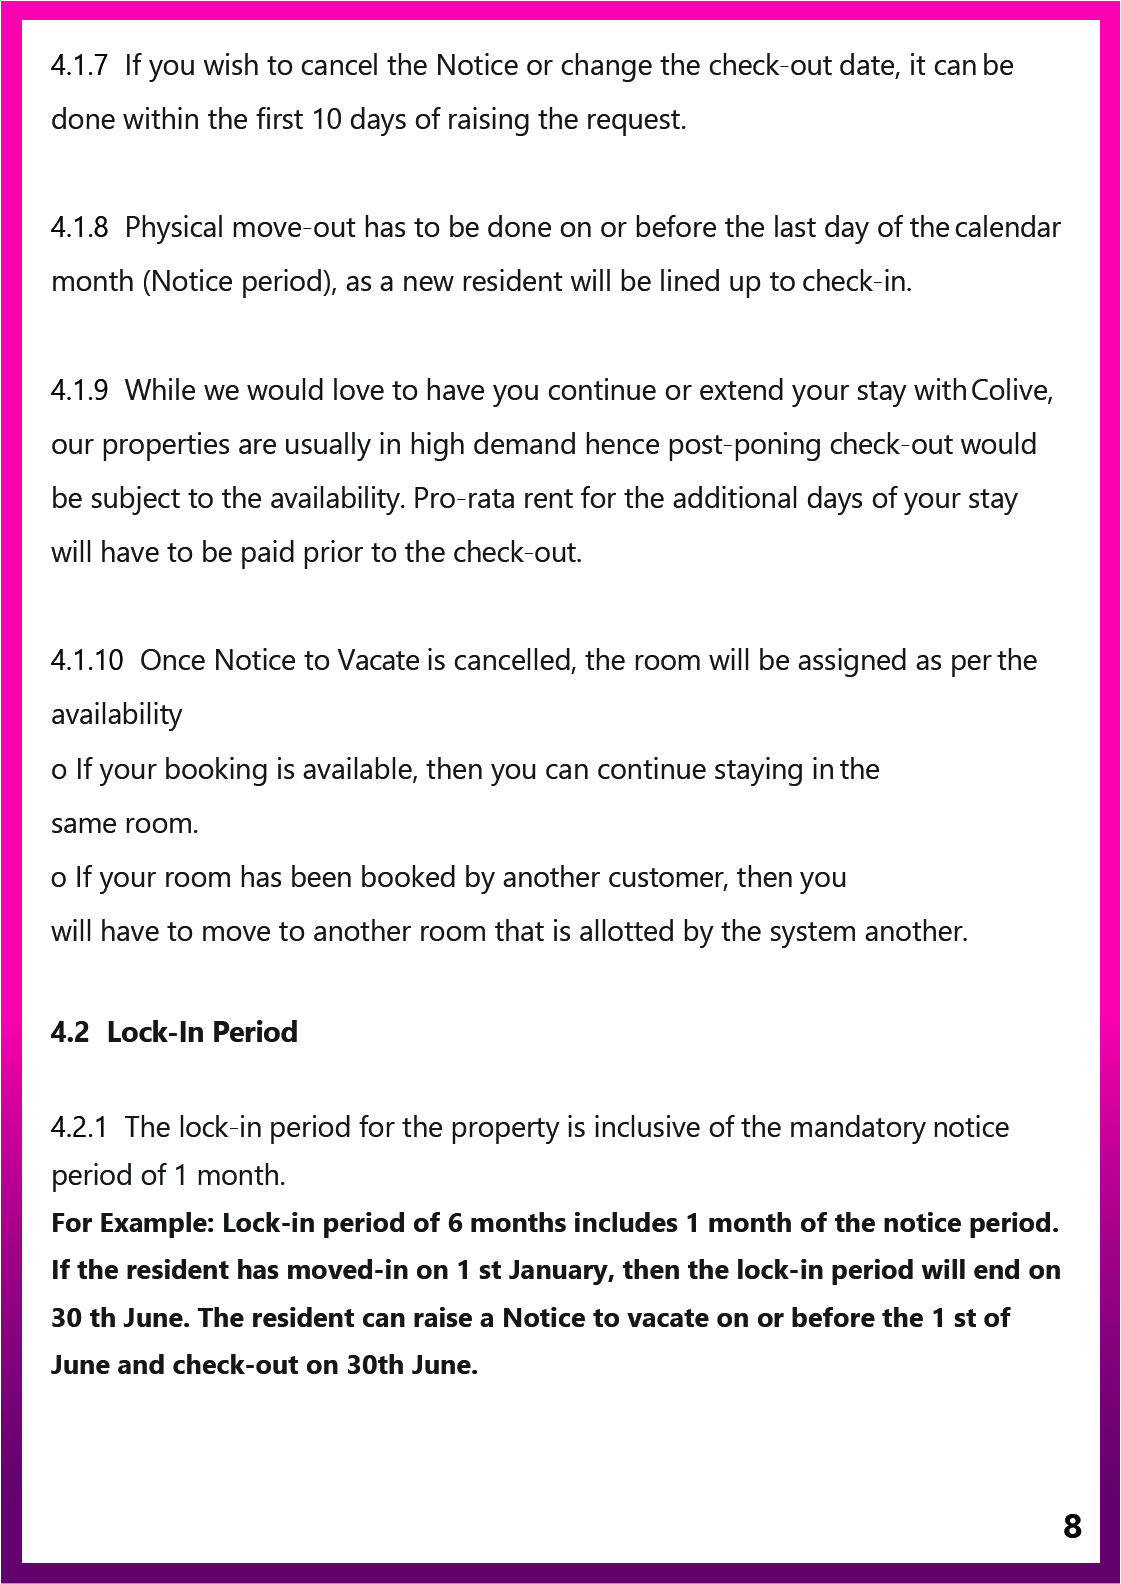 4.1.7 If you wish to cancel the Notice or change the check-out date, it can be
done within the first 10 days of raising the request.
4.1.8 Physical move-out has to be done on or before the last day of the calendar
month (Notice period), as a new resident will be lined up to check-in.
4.1.9 While we would love to have you continue or extend your stay with Colive,
our properties are usually in high demand hence post-poning check-out would
be subject to the availability. Pro-rata rent for the additional days of your stay
will have to be paid prior to the check-out.
4.1.10 Once Notice to Vacate is cancelled, the room will be assigned as per the
availability
o If your booking is available, then you can continue staying in the
same room.
o If your room has been booked by another customer, then you
will have to move to another room that is allotted by the system another.
4.2 Lock-In Period
4.2.1 The lock-in period for the property is inclusive of the mandatory notice
period of 1 month.
For Example: Lock-in period of 6 months includes 1 month of the notice period.
If the resident has moved-in on 1 st January, then the lock-in period will end on
30 th June. The resident can raise a Notice to vacate on or before the 1 st of
June and check-out on 30th June.
8